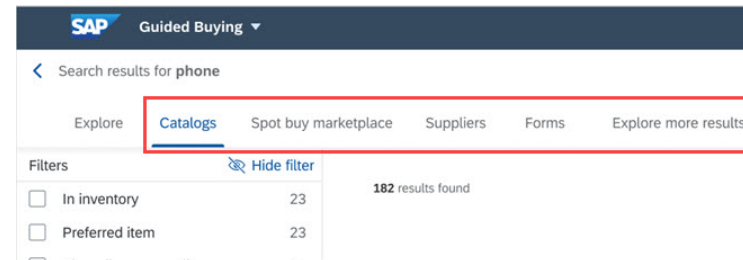 SAP Guided Buying
Search results for phone
Explore Catalogs Spot buy marketplace Suppliers Forms Explore more results
Filters Hide filter
182 results found
In inventory 23
Preferred item 23